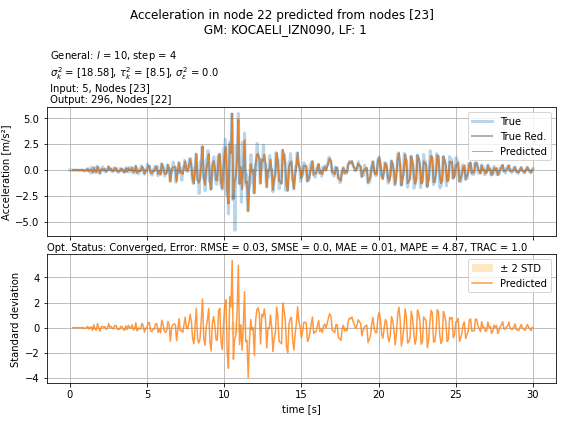 Acceleration in node 22 predicted from nodes [23]
GM: KOCAELI_IZN090, LF: 1
General: l = 10, step = 4
σ²ₖ = [18.58], τ²ₖ = [8.5], σ²ε = 0.0
Input: 5, Nodes [23]
Output: 296, Nodes [22]
Acceleration [m/s²]
5.0
2.5
0.0
−2.5
−5.0
True
True Red.
Predicted
Opt. Status: Converged, Error: RMSE = 0.03, SMSE = 0.0, MAE = 0.01, MAPE = 4.87, TRAC = 1.0
Standard deviation
4
2
0
−2
−4
± 2 STD
Predicted
0 5 10 15 20 25 30
time [s]